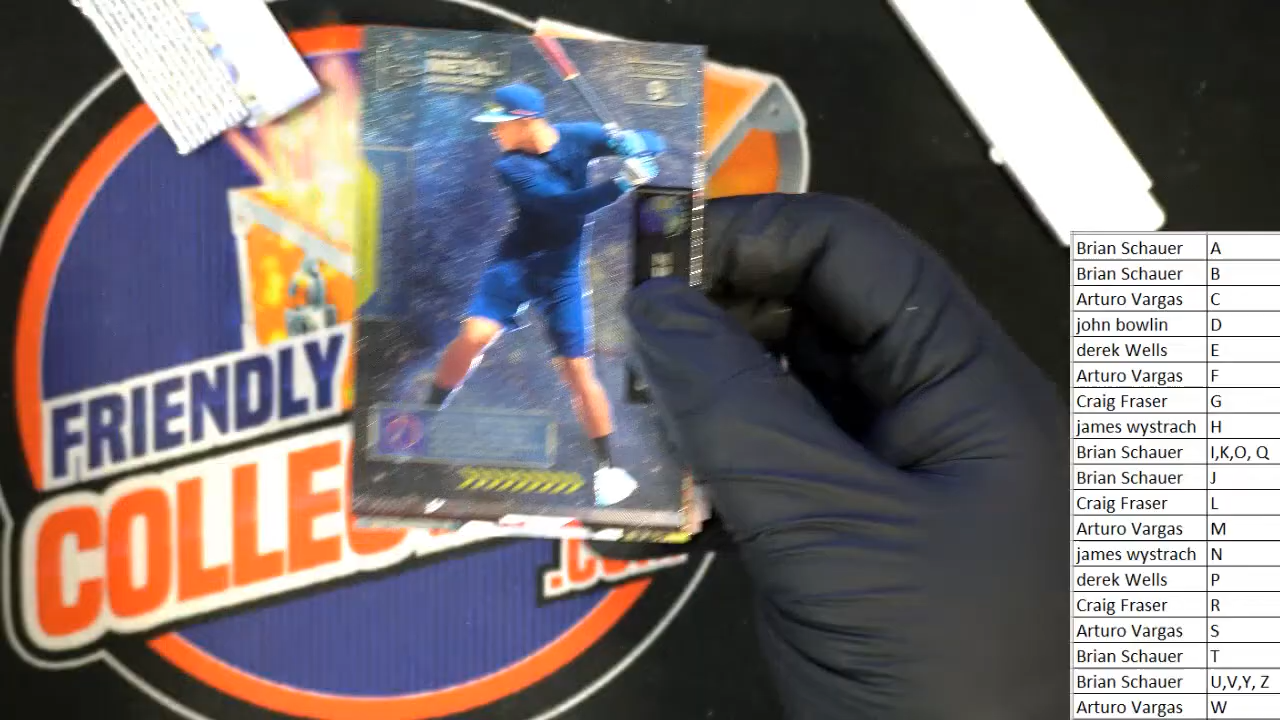 METAL
FRIENDLY
COLLEC
.COM
Brian Schauer A
Brian Schauer B
Arturo Vargas C
john bowlin D
derek Wells E
Arturo Vargas F
Craig Fraser G
james wystrach H
Brian Schauer I,K,O, Q
Brian Schauer J
Craig Fraser L
Arturo Vargas M
james wystrach N
derek Wells P
Craig Fraser R
Arturo Vargas S
Brian Schauer T
Brian Schauer U,V,Y, Z
Arturo Vargas W